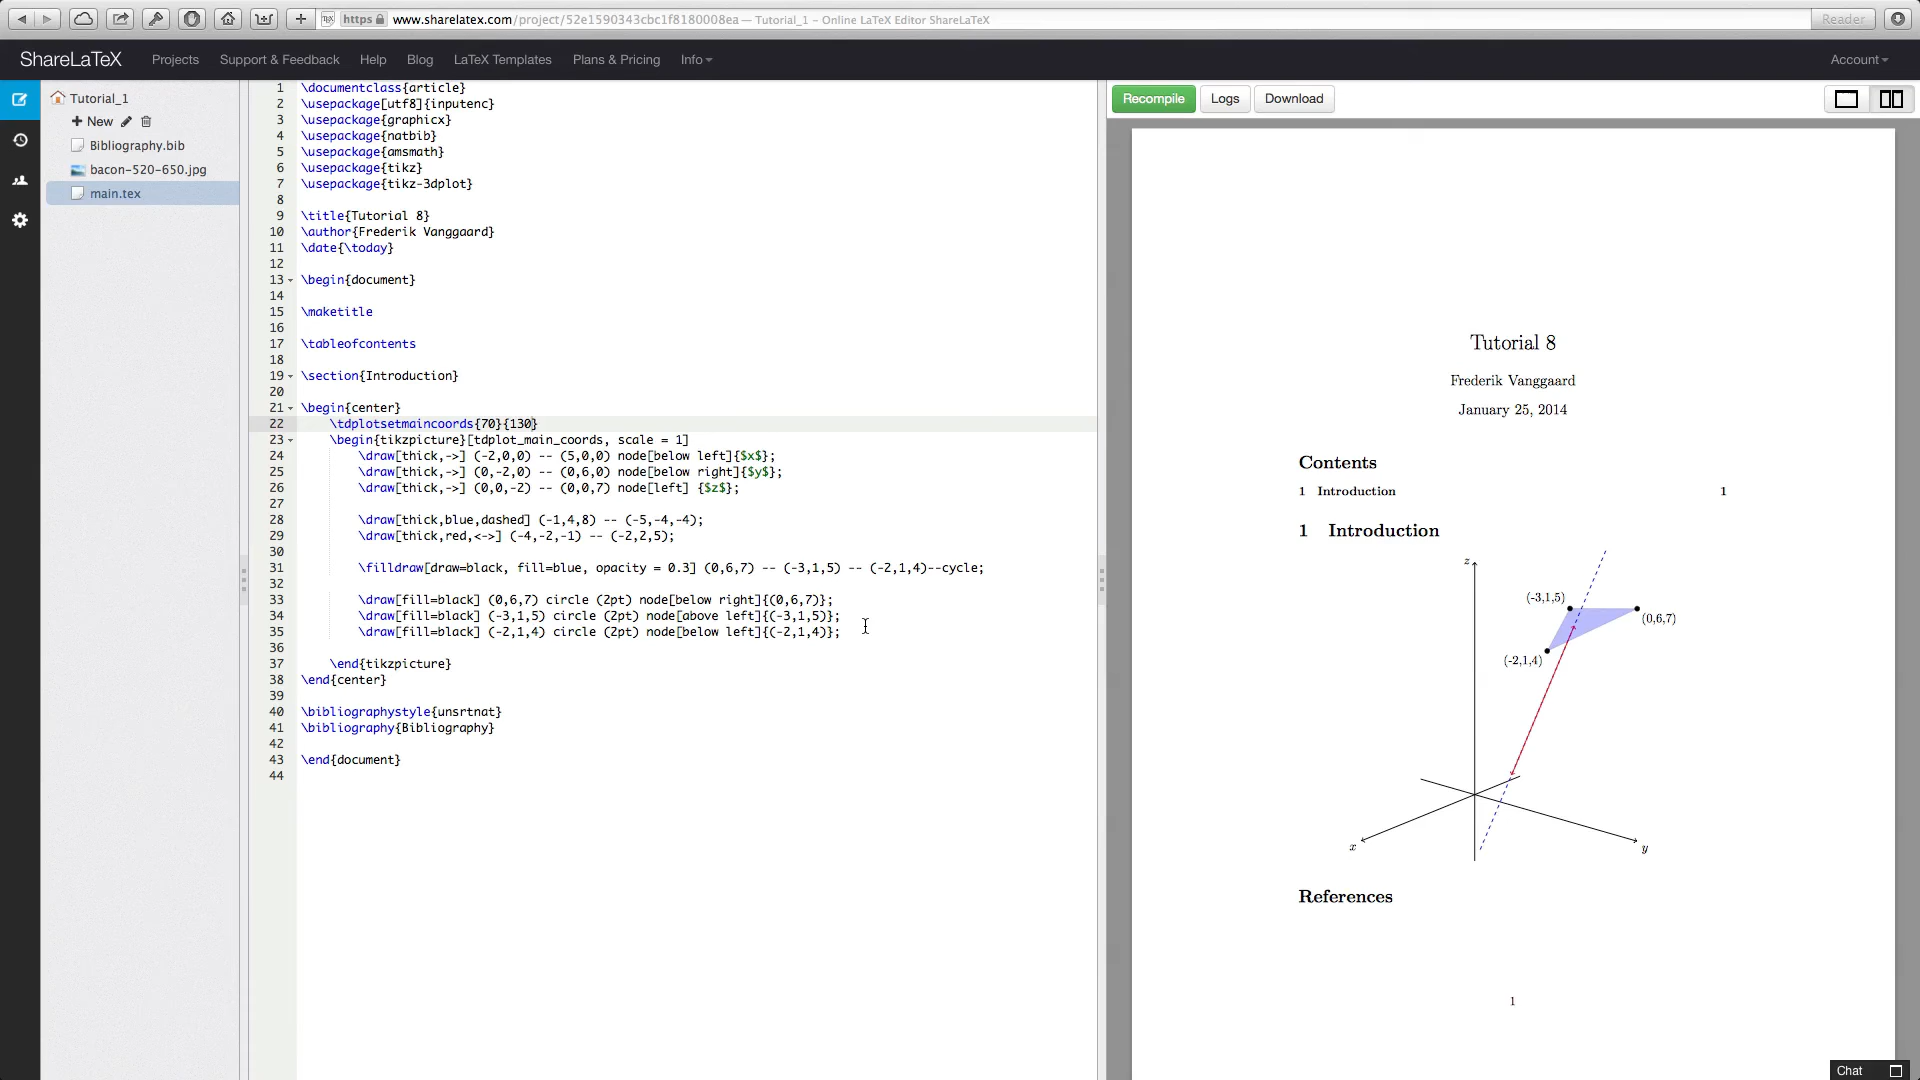 https www.sharelatex.com/project/52e1590343cbc1f8180008ea — Tutorial_1 - Online LaTeX Editor ShareLaTeX Reader
ShareLaTeX Projects Support & Feedback Help Blog LaTeX Templates Plans & Pricing Info Account
Tutorial_1
New
Bibliography.bib
bacon-520-650.jpg
main.tex
1 \documentclass{article}
2 \usepackage[utf8]{inputenc}
3 \usepackage{graphicx}
4 \usepackage{natbib}
5 \usepackage{amsmath}
6 \usepackage{tikz}
7 \usepackage{tikz-3dplot}
8
9 \title{Tutorial 8}
10 \author{Frederik Vanggaard}
11 \date{\today}
12
13 \begin{document}
14
15 \maketitle
16
17 \tableofcontents
18
19 \section{Introduction}
20
21 \begin{center}
22 \tdplotsetmaincoords{70}{130}
23 \begin{tikzpicture}[tdplot_main_coords, scale = 1]
24 \draw[thick,->] (-2,0,0) -- (5,0,0) node[below left]{$x$};
25 \draw[thick,->] (0,-2,0) -- (0,6,0) node[below right]{$y$};
26 \draw[thick,->] (0,0,-2) -- (0,0,7) node[left] {$z$};
27
28 \draw[thick,blue,dashed] (-1,4,8) -- (-5,-4,-4);
29 \draw[thick,red,<->] (-4,-2,-1) -- (-2,2,5);
30
31 \filldraw[draw=black, fill=blue, opacity = 0.3] (0,6,7) -- (-3,1,5) -- (-2,1,4)--cycle;
32
33 \draw[fill=black] (0,6,7) circle (2pt) node[below right]{(0,6,7)};
34 \draw[fill=black] (-3,1,5) circle (2pt) node[above left]{(-3,1,5)};
35 \draw[fill=black] (-2,1,4) circle (2pt) node[below left]{(-2,1,4)};
36
37 \end{tikzpicture}
38 \end{center}
39
40 \bibliographystyle{unsrtnat}
41 \bibliography{Bibliography}
42
43 \end{document}
44
Recompile Logs Download
Tutorial 8
Frederik Vanggaard
January 25, 2014
Contents
1 Introduction 1
1 Introduction
z
(-3,1,5)
(0,6,7)
(-2,1,4)
x
y
References
1
Chat